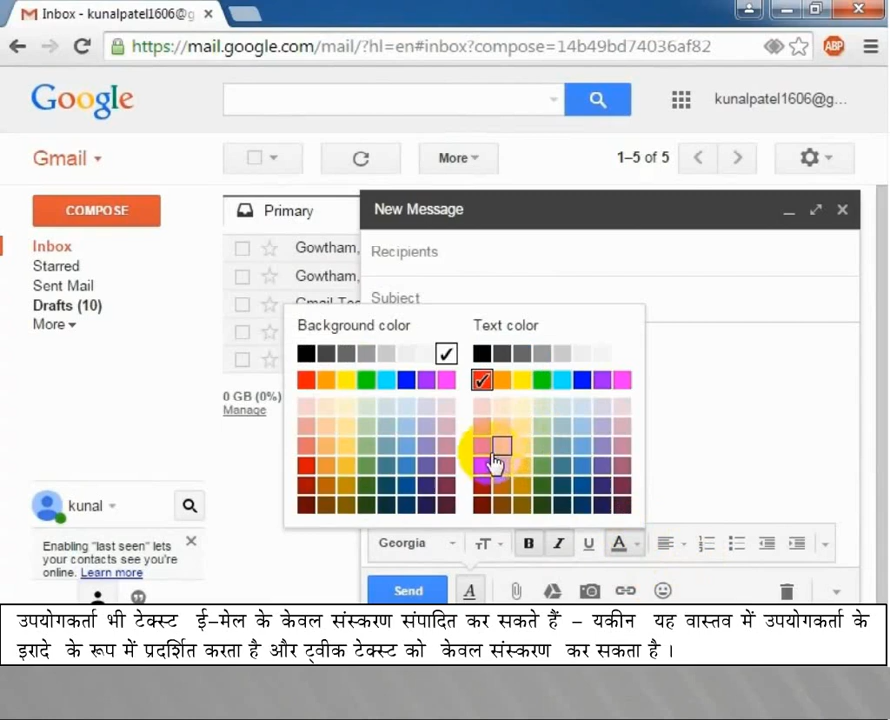 Inbox - kunalpatel1606@g
https://mail.google.com/mail/?hl=en#inbox?compose=14b49bd74036af82
ABP
Google
kunalpatel1606@g...
Gmail
More
1–5 of 5
COMPOSE
Primary
New Message
Inbox
Gowtham,
Recipients
Starred
Sent Mail
Gowtham,
Drafts (10)
Gmail Tea
Subject
More
Background color
Text color
0 GB (0%)
Manage
kunal
Enabling "last seen" lets
your contacts see you're
online. Learn more
Georgia
тT
B
I
U
A
Send
A
उपयोगकर्ता भी टेक्स्ट ई-मेल के केवल संस्करण संपादित कर सकते हैं - यकीन यह वास्तव में उपयोगकर्ता के
इरादे के रूप में प्रदर्शित करता है और ट्वीक टेक्स्ट को केवल संस्करण कर सकता है ।